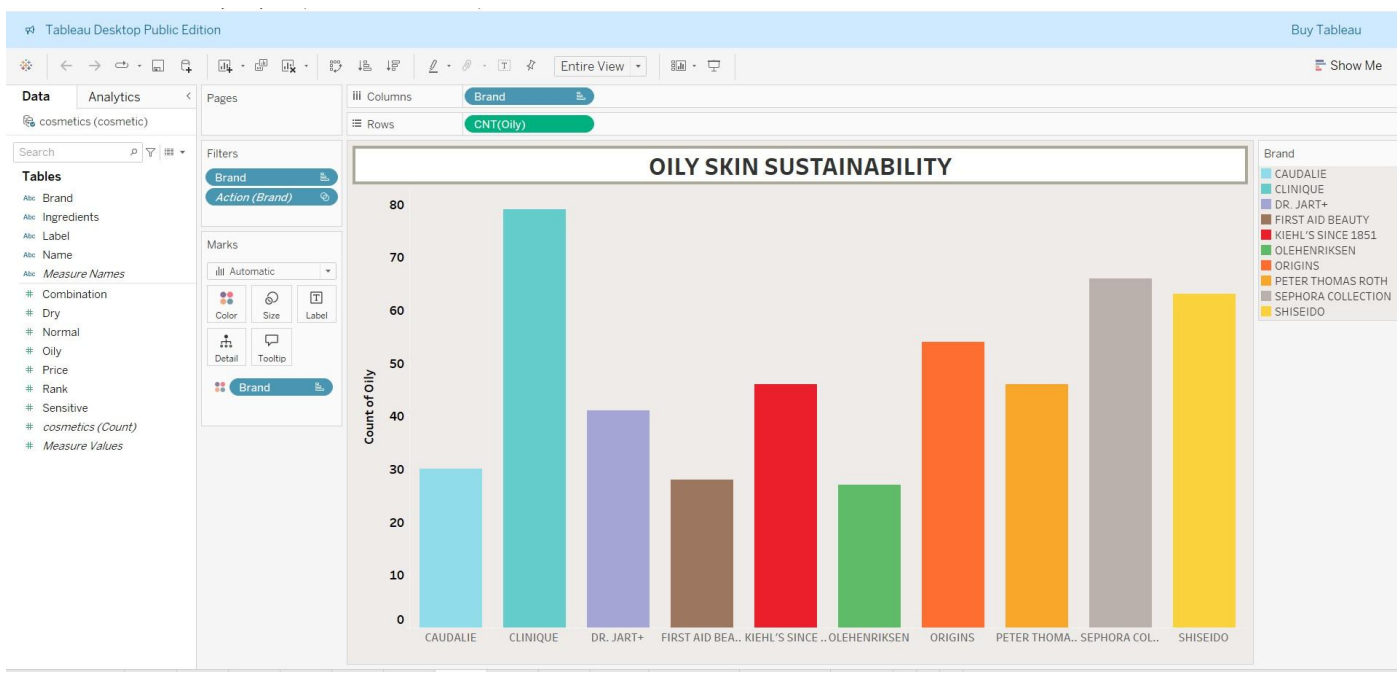 Tableau Desktop Public Edition
Buy Tableau
Entire View
Show Me
Data
Analytics
cosmetics (cosmetic)
Search
Tables
Abc Brand
Abc Ingredients
Abc Label
Abc Name
Abc Measure Names
# Combination
# Dry
# Normal
# Oily
# Price
# Rank
# Sensitive
# cosmetics (Count)
# Measure Values
Pages
Filters
Brand
Action (Brand)
Marks
Automatic
Color
Size
Label
Detail
Tooltip
Brand
Columns
Brand
Rows
CNT(Oily)
OILY SKIN SUSTAINABILITY
Count of Oily
80
70
60
50
40
30
20
10
0
CAUDALIE
CLINIQUE
DR. JART+
FIRST AID BEA..
KIEHL'S SINCE ..
OLEHENRIKSEN
ORIGINS
PETER THOMA..
SEPHORA COL..
SHISEIDO
Brand
CAUDALIE
CLINIQUE
DR. JART+
FIRST AID BEAUTY
KIEHL'S SINCE 1851
OLEHENRIKSEN
ORIGINS
PETER THOMAS ROTH
SEPHORA COLLECTION
SHISEIDO